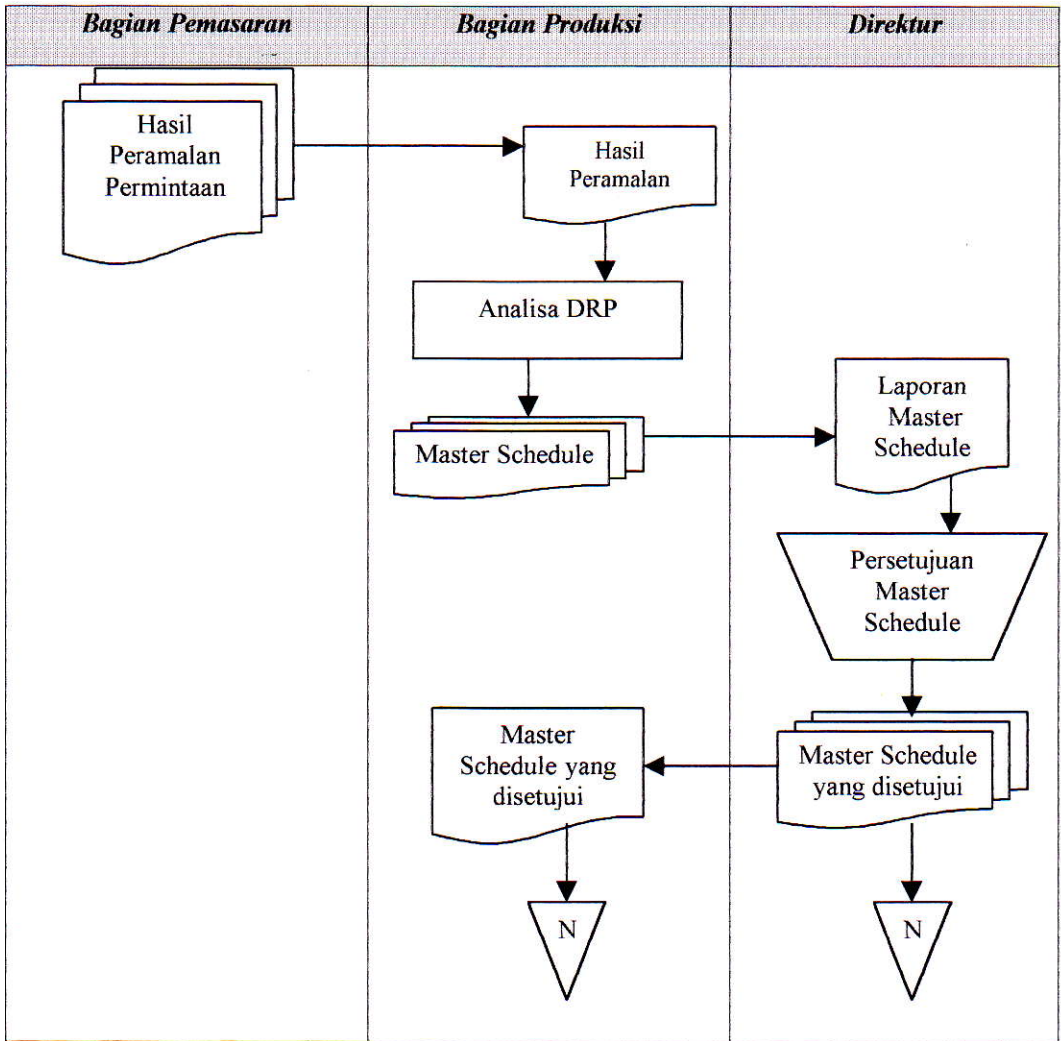 Bagian Pemasaran
Bagian Produksi
Direktur
Hasil
Peramalan
Permintaan
Hasil
Peramalan
Analisa DRP
Master Schedule
Laporan
Master
Schedule
Persetujuan
Master
Schedule
Master Schedule
yang disetujui
Master
Schedule yang
disetujui
N
N